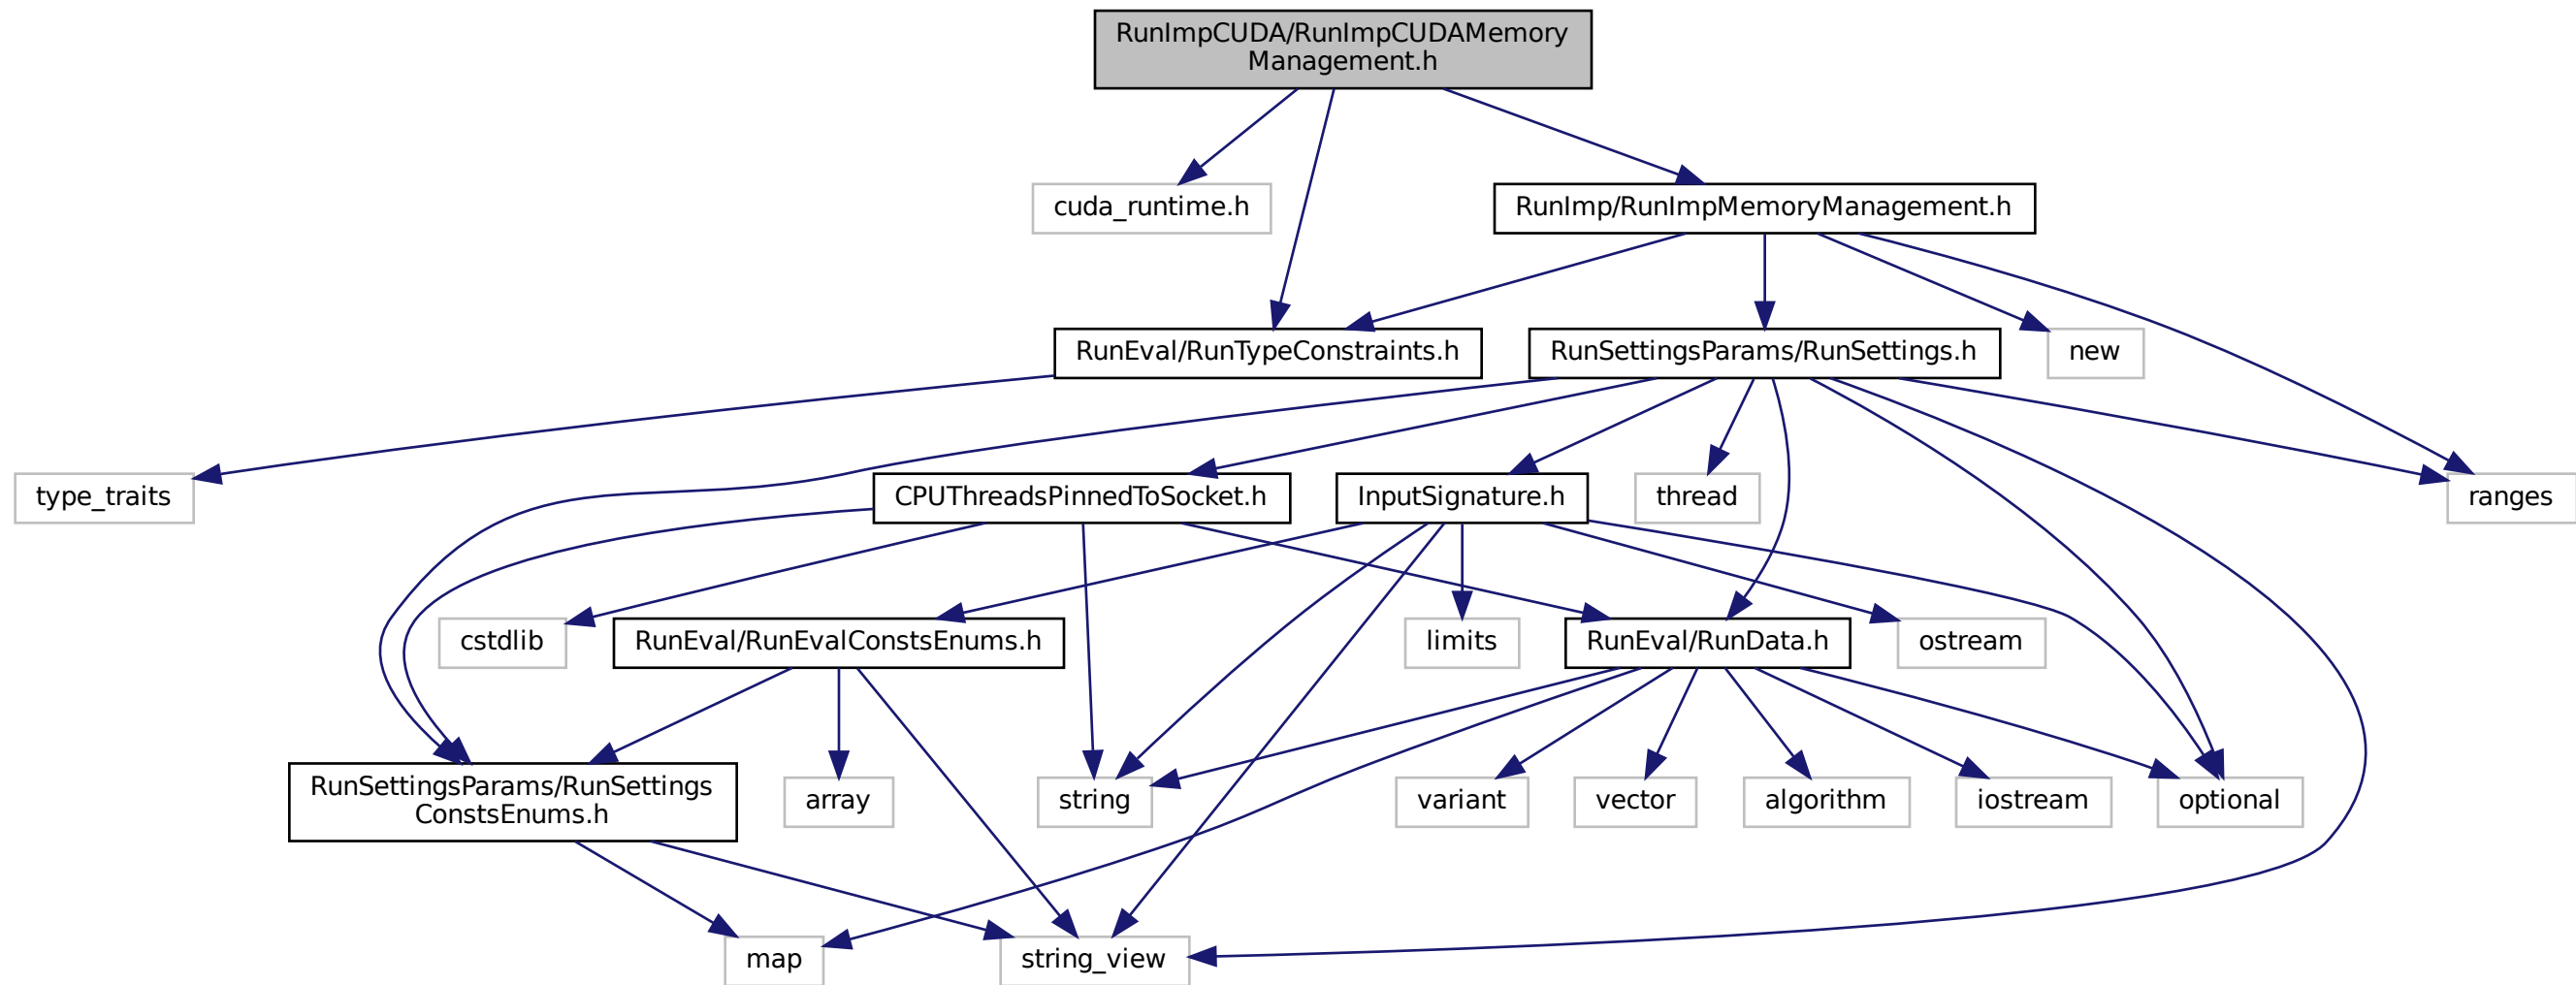 RunImpCUDA/RunImpCUDAMemory
Management.h
cuda_runtime.h
RunImp/RunImpMemoryManagement.h
RunEval/RunTypeConstraints.h
RunSettingsParams/RunSettings.h
new
type_traits
CPUThreadsPinnedToSocket.h
InputSignature.h
thread
ranges
cstdlib
RunEval/RunEvalConstsEnums.h
limits
RunEval/RunData.h
ostream
RunSettingsParams/RunSettings
ConstsEnums.h
array
string
variant
vector
algorithm
iostream
optional
map
string_view